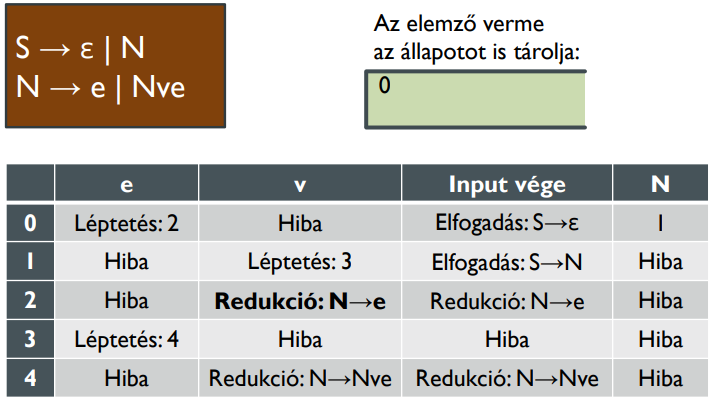 S → ε | N
N → e | Nve
Az elemző verme
az állapotot is tárolja:
0
e v Input vége N
0 Léptetés: 2 Hiba Elfogadás: S→ε 1
1 Hiba Léptetés: 3 Elfogadás: S→N Hiba
2 Hiba Redukció: N→e Redukció: N→e Hiba
3 Léptetés: 4 Hiba Hiba Hiba
4 Hiba Redukció: N→Nve Redukció: N→Nve Hiba